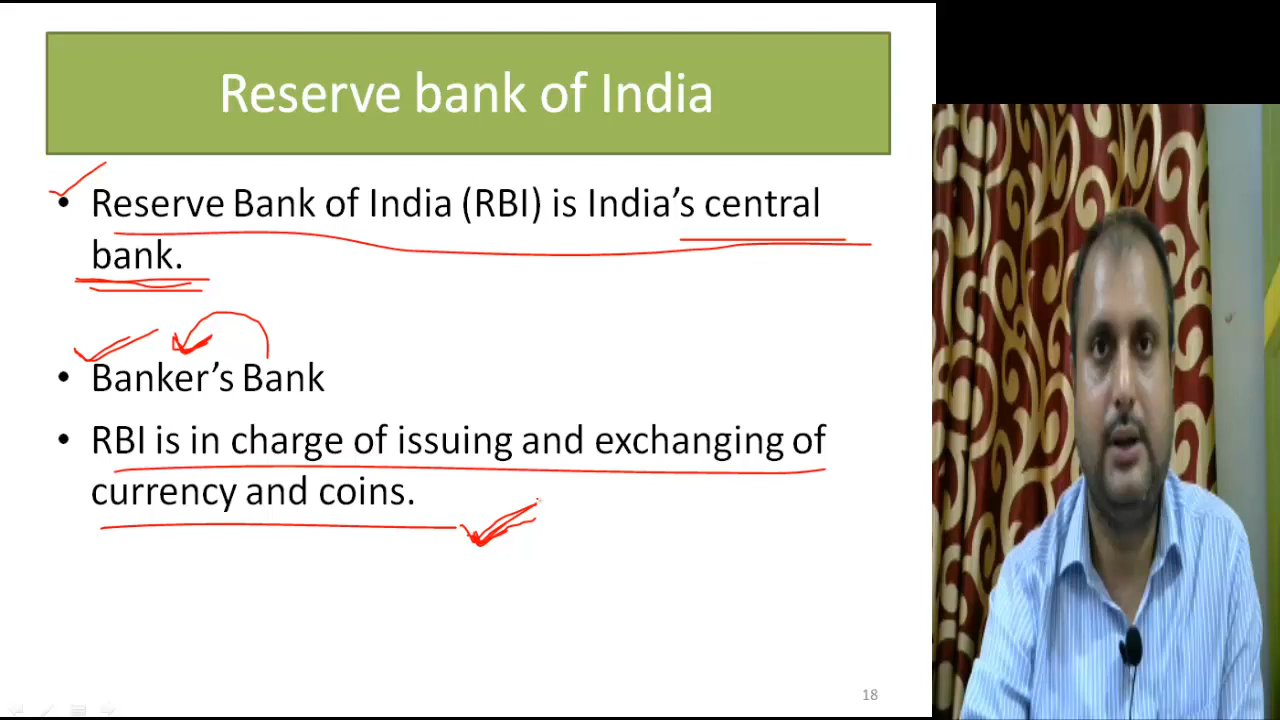 Reserve bank of India
• Reserve Bank of India (RBI) is India's central
bank.
• Banker's Bank
• RBI is in charge of issuing and exchanging of
currency and coins.
18